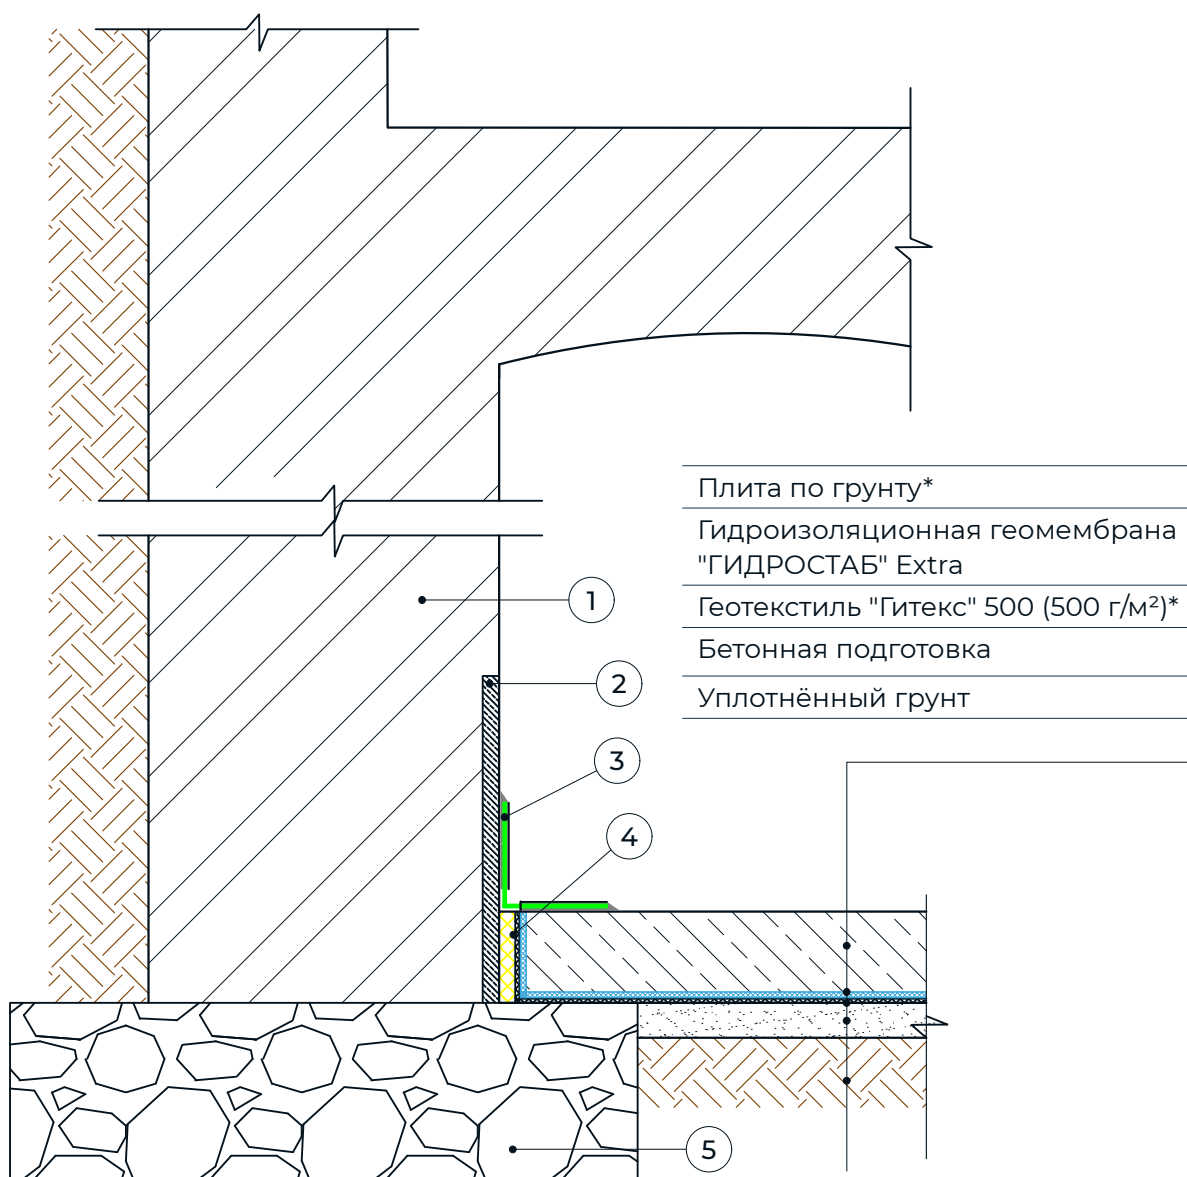 Плита по грунту*
Гидроизоляционная геомембрана
"ГИДРОСТАБ" Extra
Геотекстиль "Гитекс" 500 (500 г/м²)*
Бетонная подготовка
Уплотнённый грунт
1
2
3
4
5